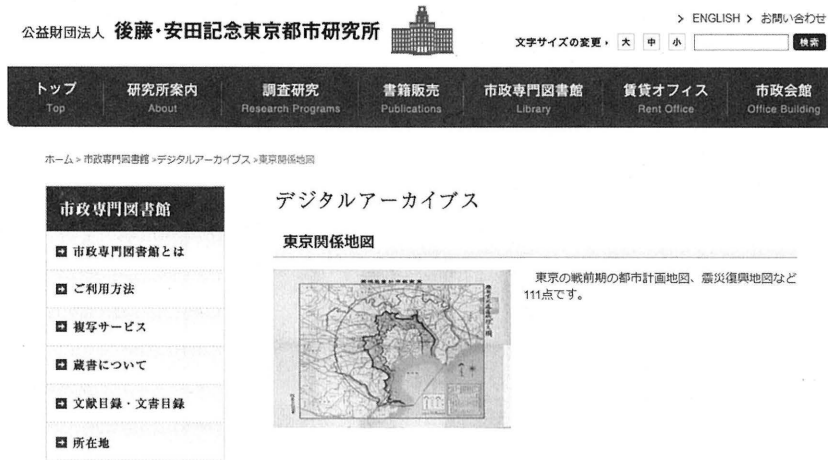 公益財団法人 後藤・安田記念東京都市研究所
> ENGLISH > お問い合わせ
文字サイズの変更 大 中 小 検索
トップ 研究所案内 調査研究 書籍販売 市政専門図書館 賃貸オフィス 市政会館
Top About Research Programs Publications Library Rent Office Office Building
ホーム > 市政専門図書館 >デジタルアーカイブス >東京関係地図
市政専門図書館
市政専門図書館とは
ご利用方法
複写サービス
蔵書について
文献目録・文書目録
所在地
デジタルアーカイブス
東京関係地図
東京の戦前期の都市計画地図、震災復興地図など
111点です。